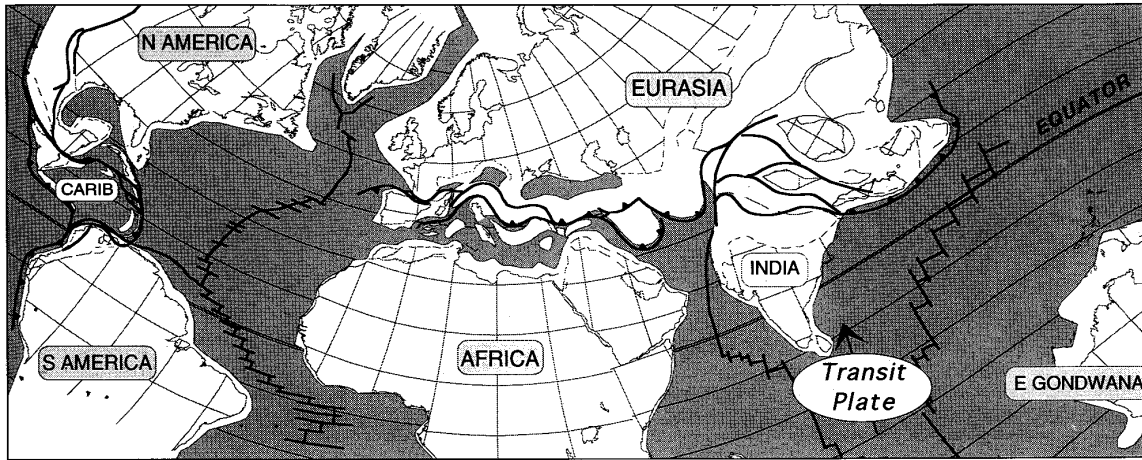 N AMERICA
EURASIA
EQUATOR
CARIB
INDIA
S AMERICA
AFRICA
Transit
Plate
E GONDWANA